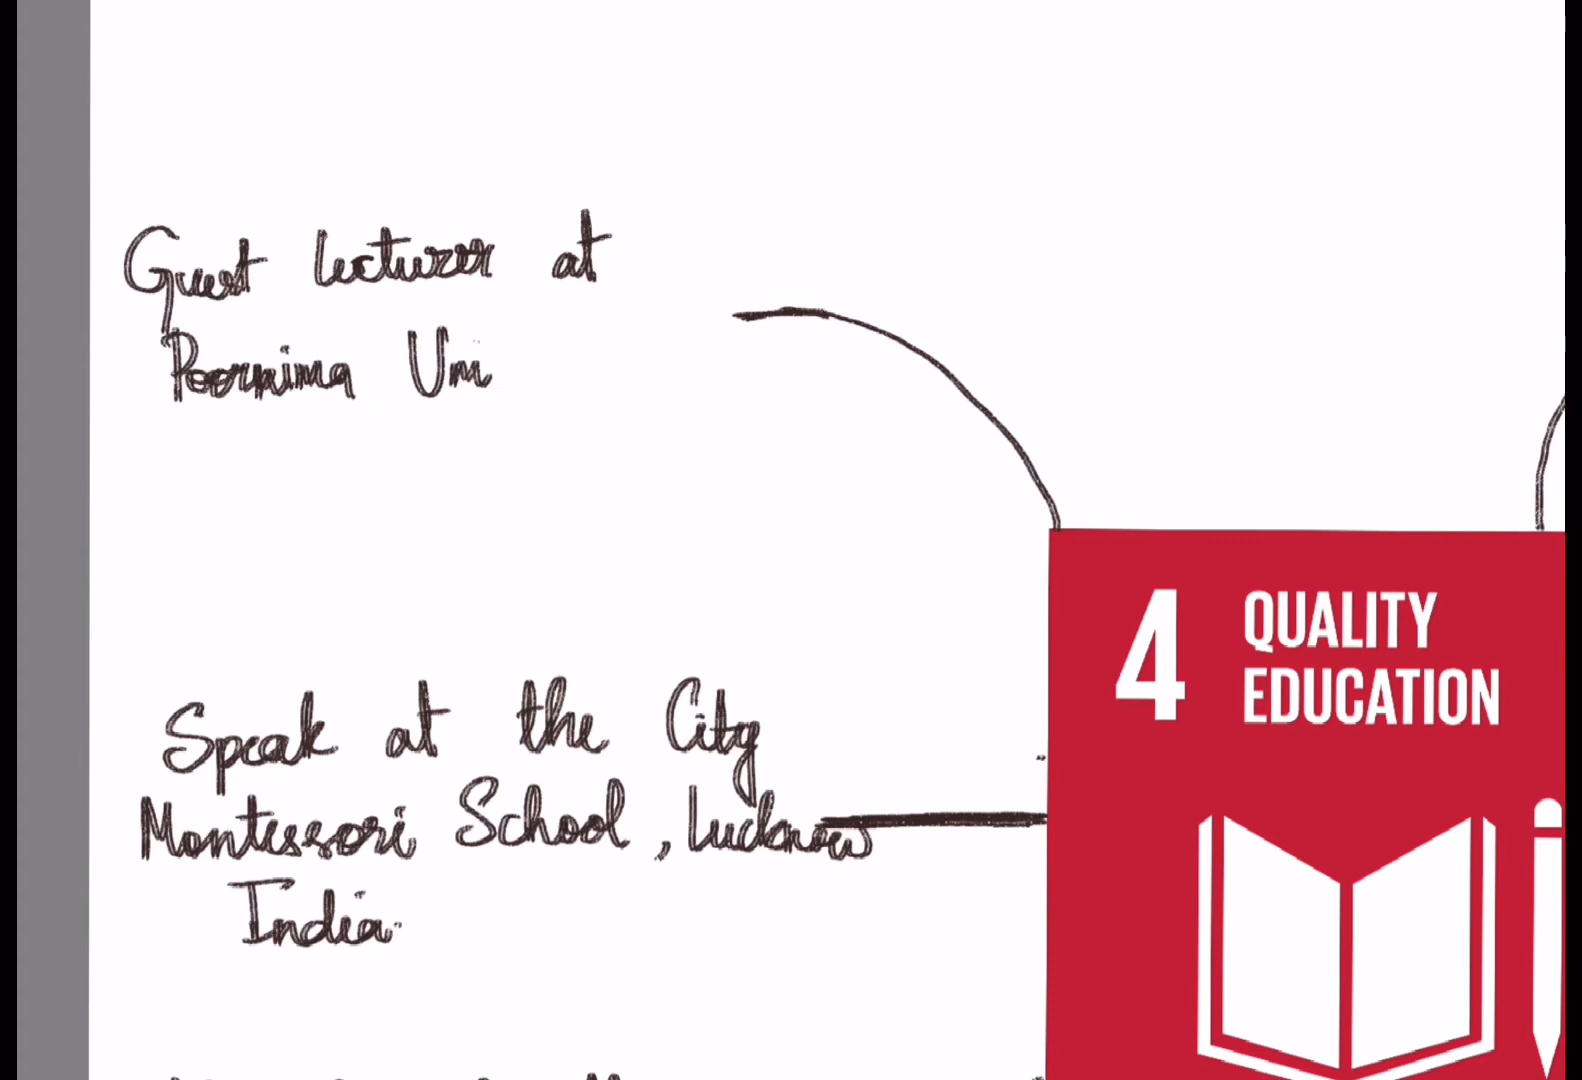 Guest lecturer at
Poornima Uni
4 QUALITY
EDUCATION
Speak at the City
Montessori School, Lucknow
India.